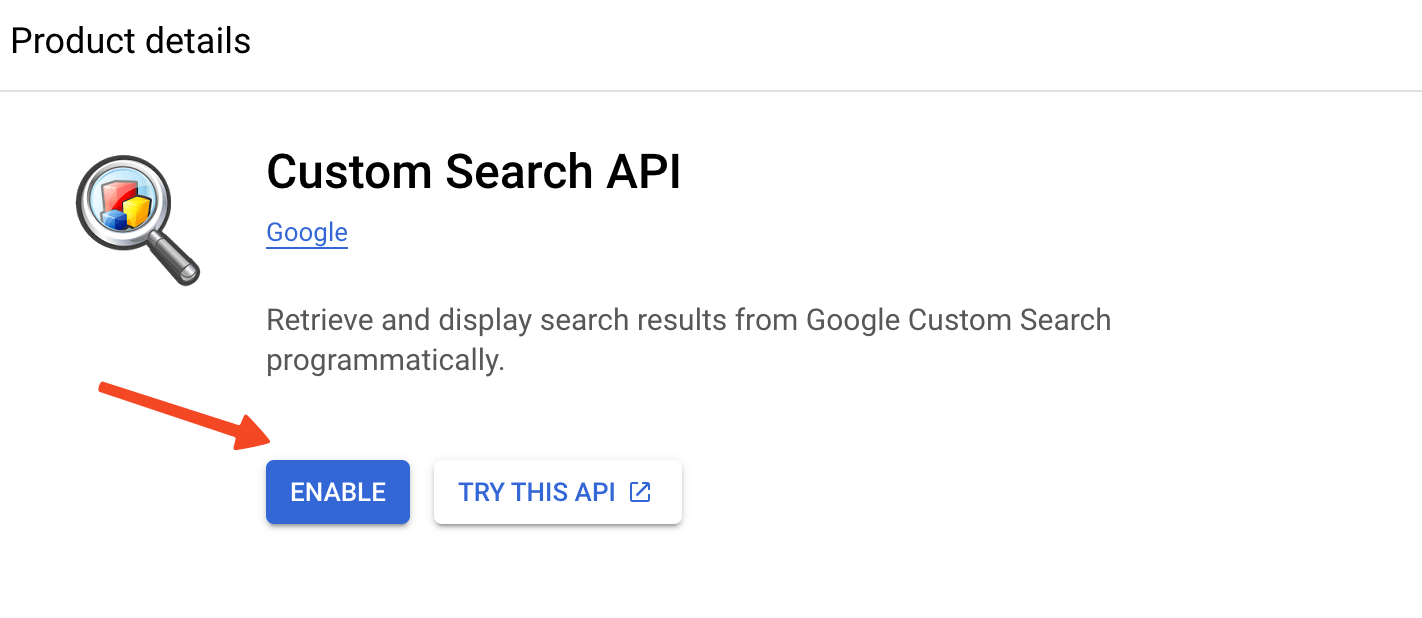 Product details
Custom Search API
Google
Retrieve and display search results from Google Custom Search
programmatically.
ENABLE TRY THIS API